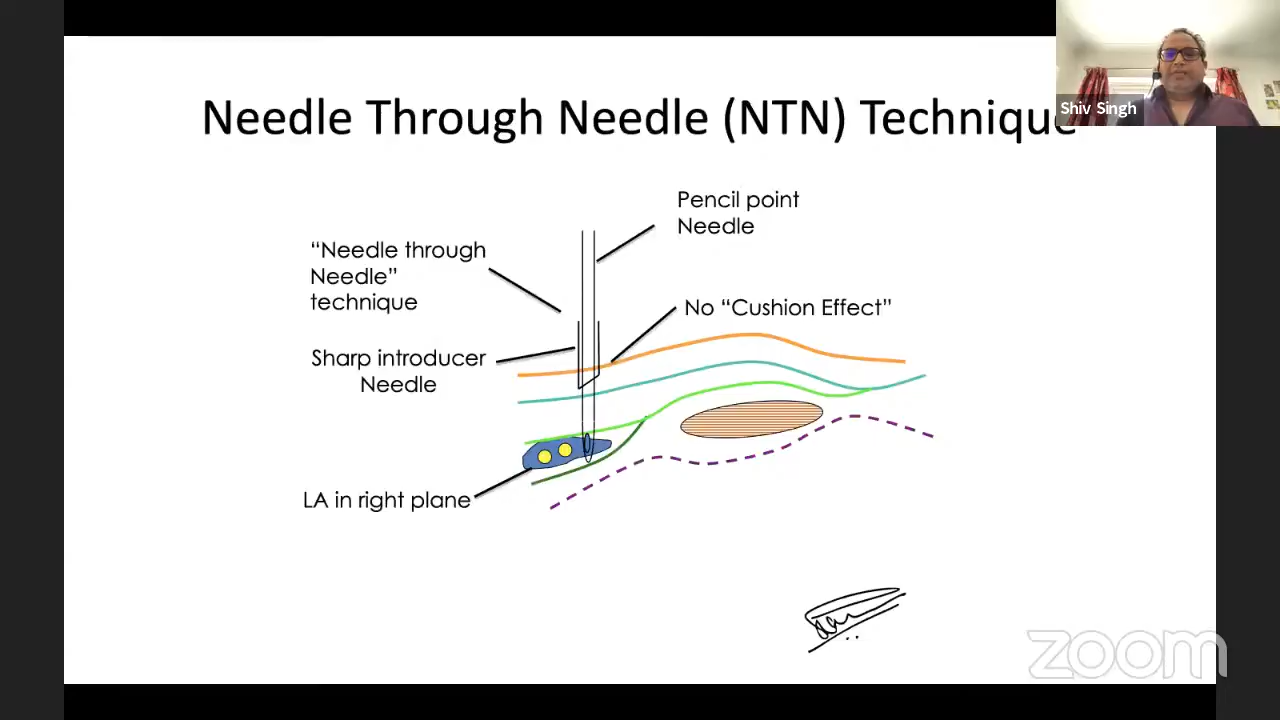 Needle Through Needle (NTN) Technique
Shiv Singh
Pencil point
Needle
“Needle through
Needle”
technique
No “Cushion Effect”
Sharp introducer
Needle
LA in right plane
zoom